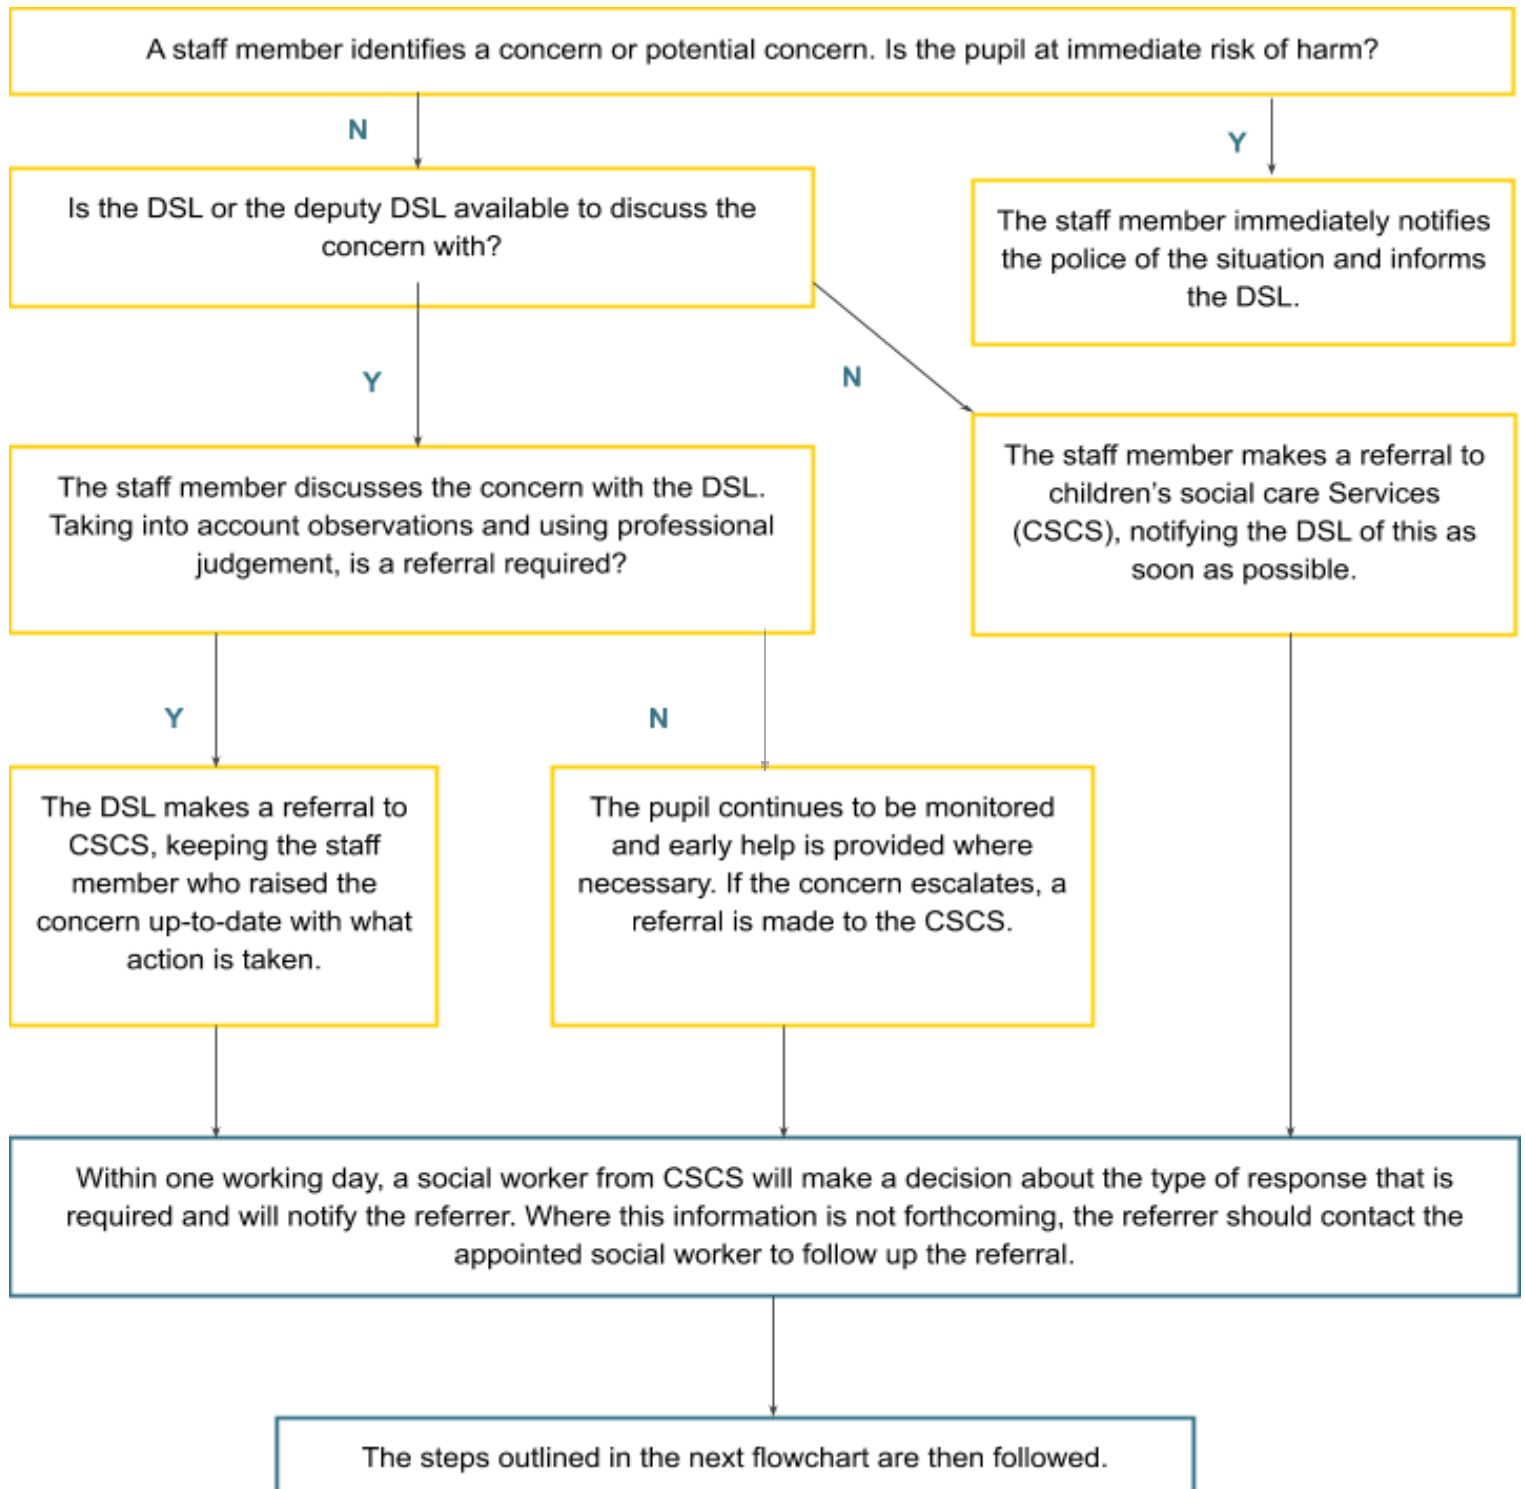 A staff member identifies a concern or potential concern. Is the pupil at immediate risk of harm?
N
Y
Is the DSL or the deputy DSL available to discuss the
concern with?
The staff member immediately notifies
the police of the situation and informs
the DSL.
Y
N
The staff member discusses the concern with the DSL.
Taking into account observations and using professional
judgement, is a referral required?
The staff member makes a referral to
children’s social care Services
(CSCS), notifying the DSL of this as
soon as possible.
Y
N
The DSL makes a referral to
CSCS, keeping the staff
member who raised the
concern up-to-date with what
action is taken.
The pupil continues to be monitored
and early help is provided where
necessary. If the concern escalates, a
referral is made to the CSCS.
Within one working day, a social worker from CSCS will make a decision about the type of response that is
required and will notify the referrer. Where this information is not forthcoming, the referrer should contact the
appointed social worker to follow up the referral.
The steps outlined in the next flowchart are then followed.